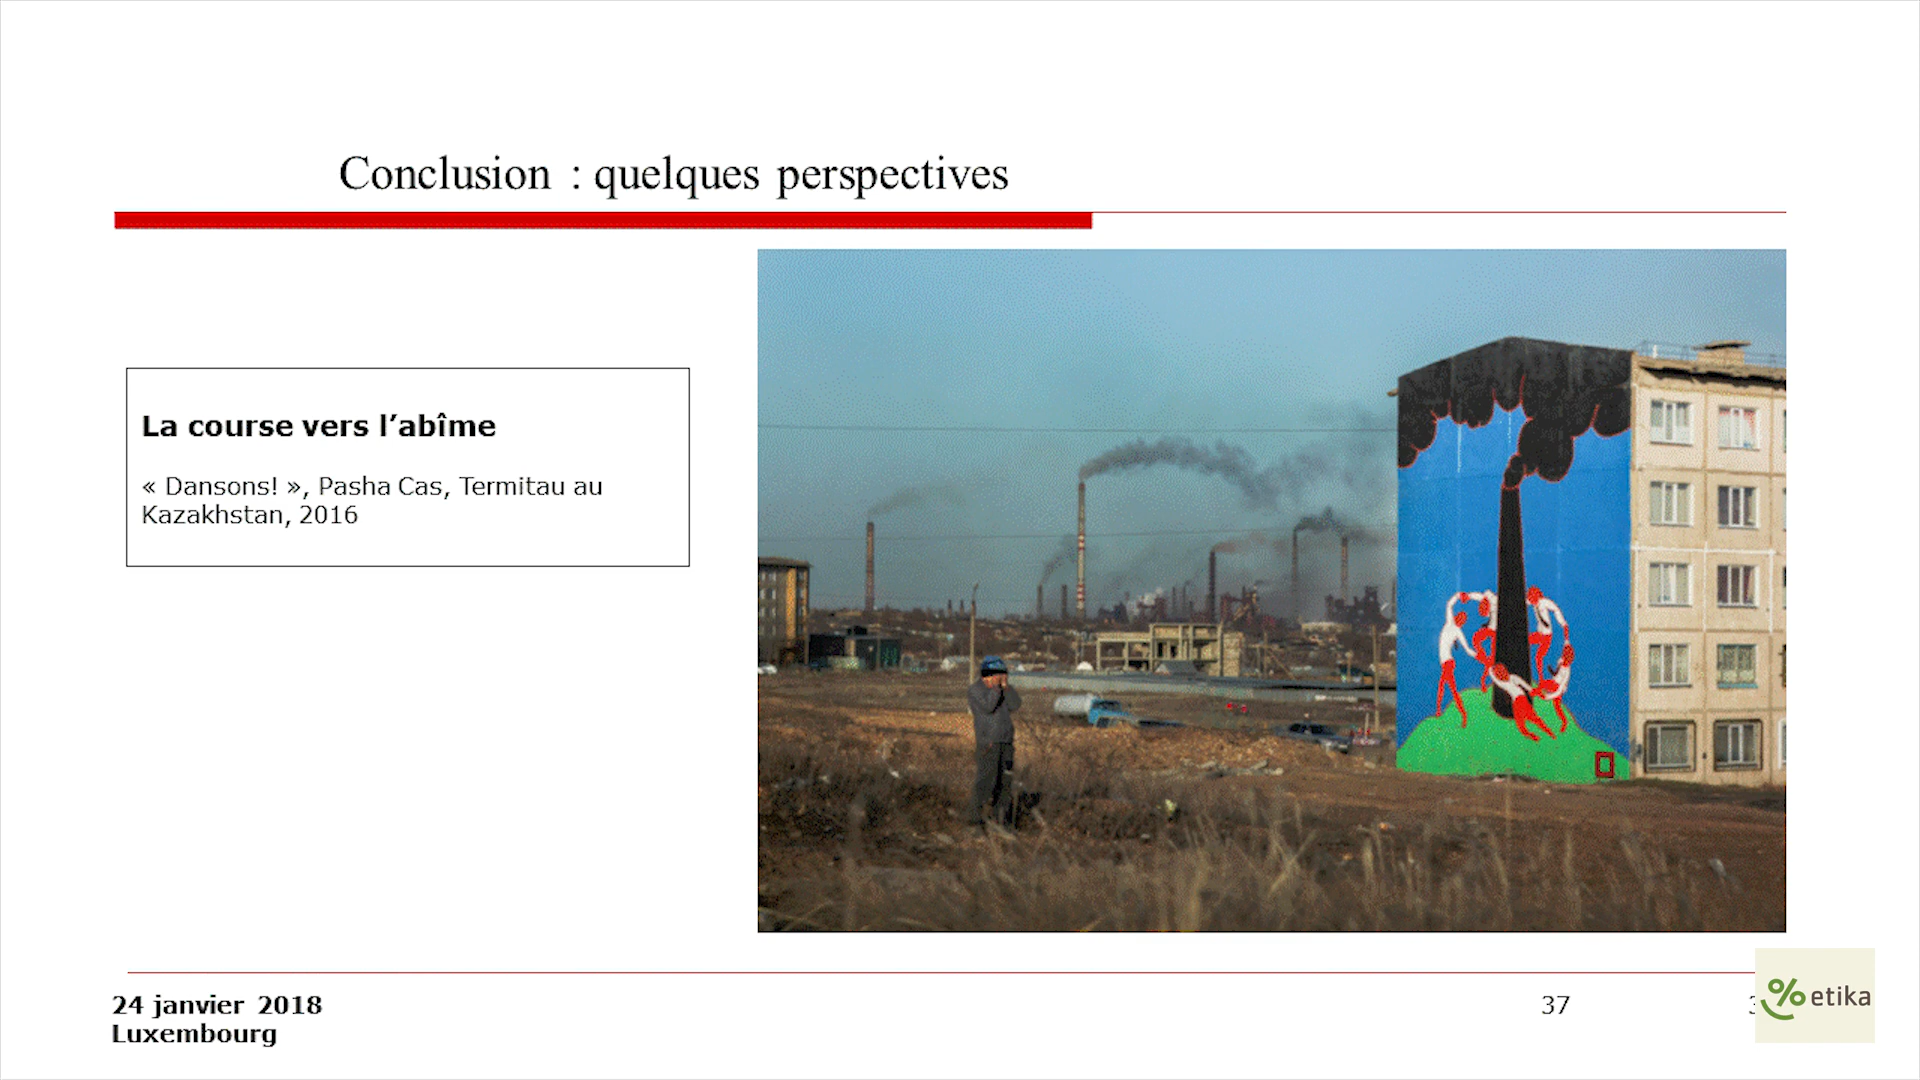 Conclusion : quelques perspectives
La course vers l’abîme
« Dansons! », Pasha Cas, Termitau au
Kazakhstan, 2016
24 janvier 2018
Luxembourg
37
% etika